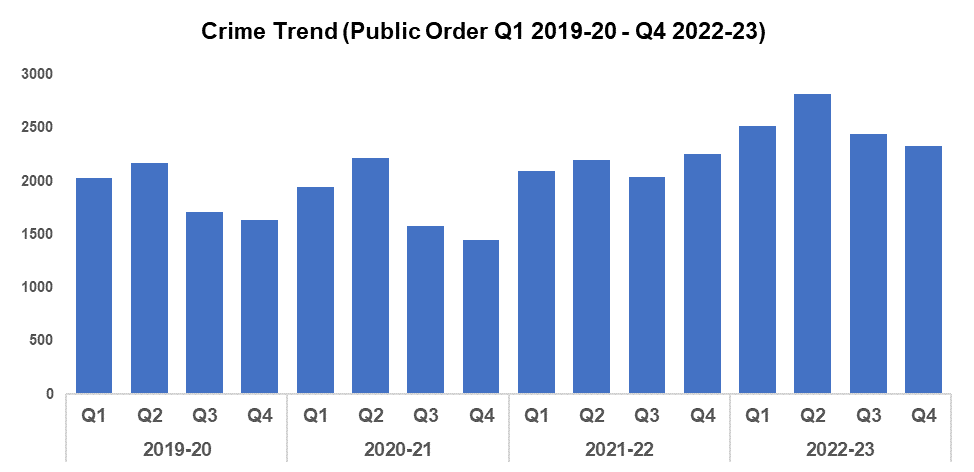 Crime Trend (Public Order Q1 2019-20 - Q4 2022-23)
3000
2500
2000
1500
1000
500
0
Q1 Q2 Q3 Q4 Q1 Q2 Q3 Q4 Q1 Q2 Q3 Q4 Q1 Q2 Q3 Q4
2019-20 2020-21 2021-22 2022-23